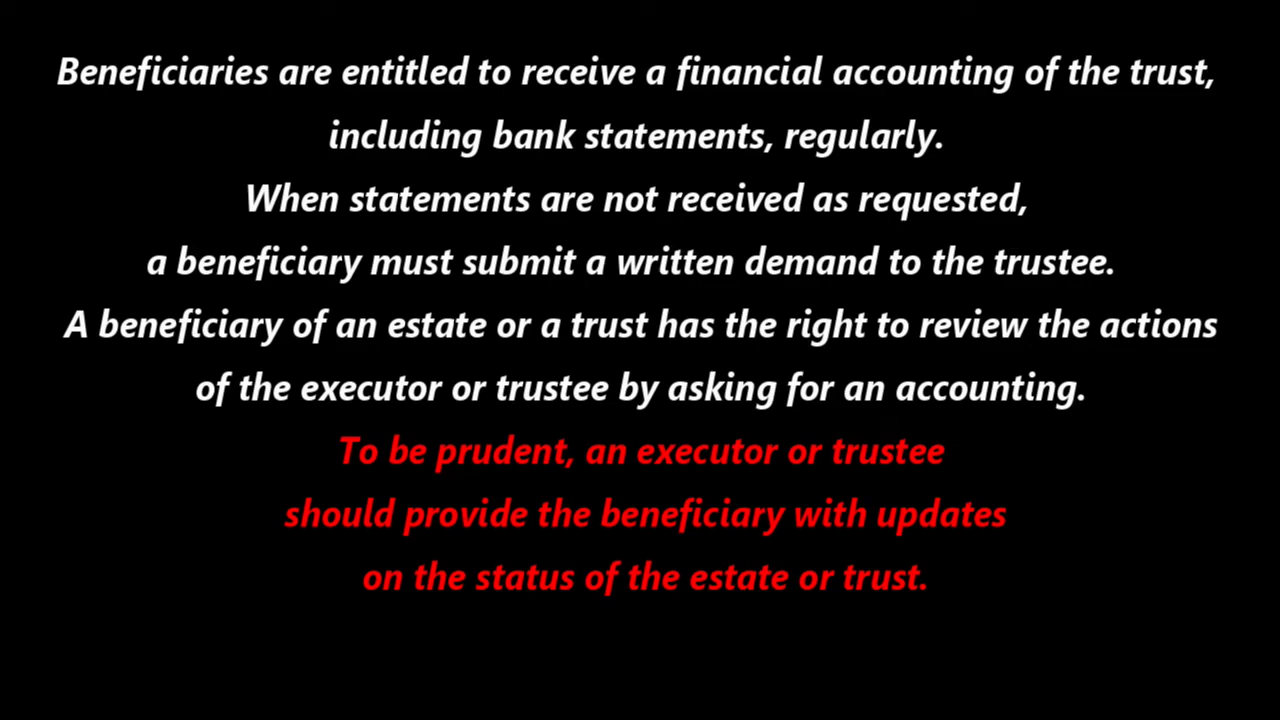 Beneficiaries are entitled to receive a financial accounting of the trust,
including bank statements, regularly.
When statements are not received as requested,
a beneficiary must submit a written demand to the trustee.
A beneficiary of an estate or a trust has the right to review the actions
of the executor or trustee by asking for an accounting.
To be prudent, an executor or trustee
should provide the beneficiary with updates
on the status of the estate or trust.